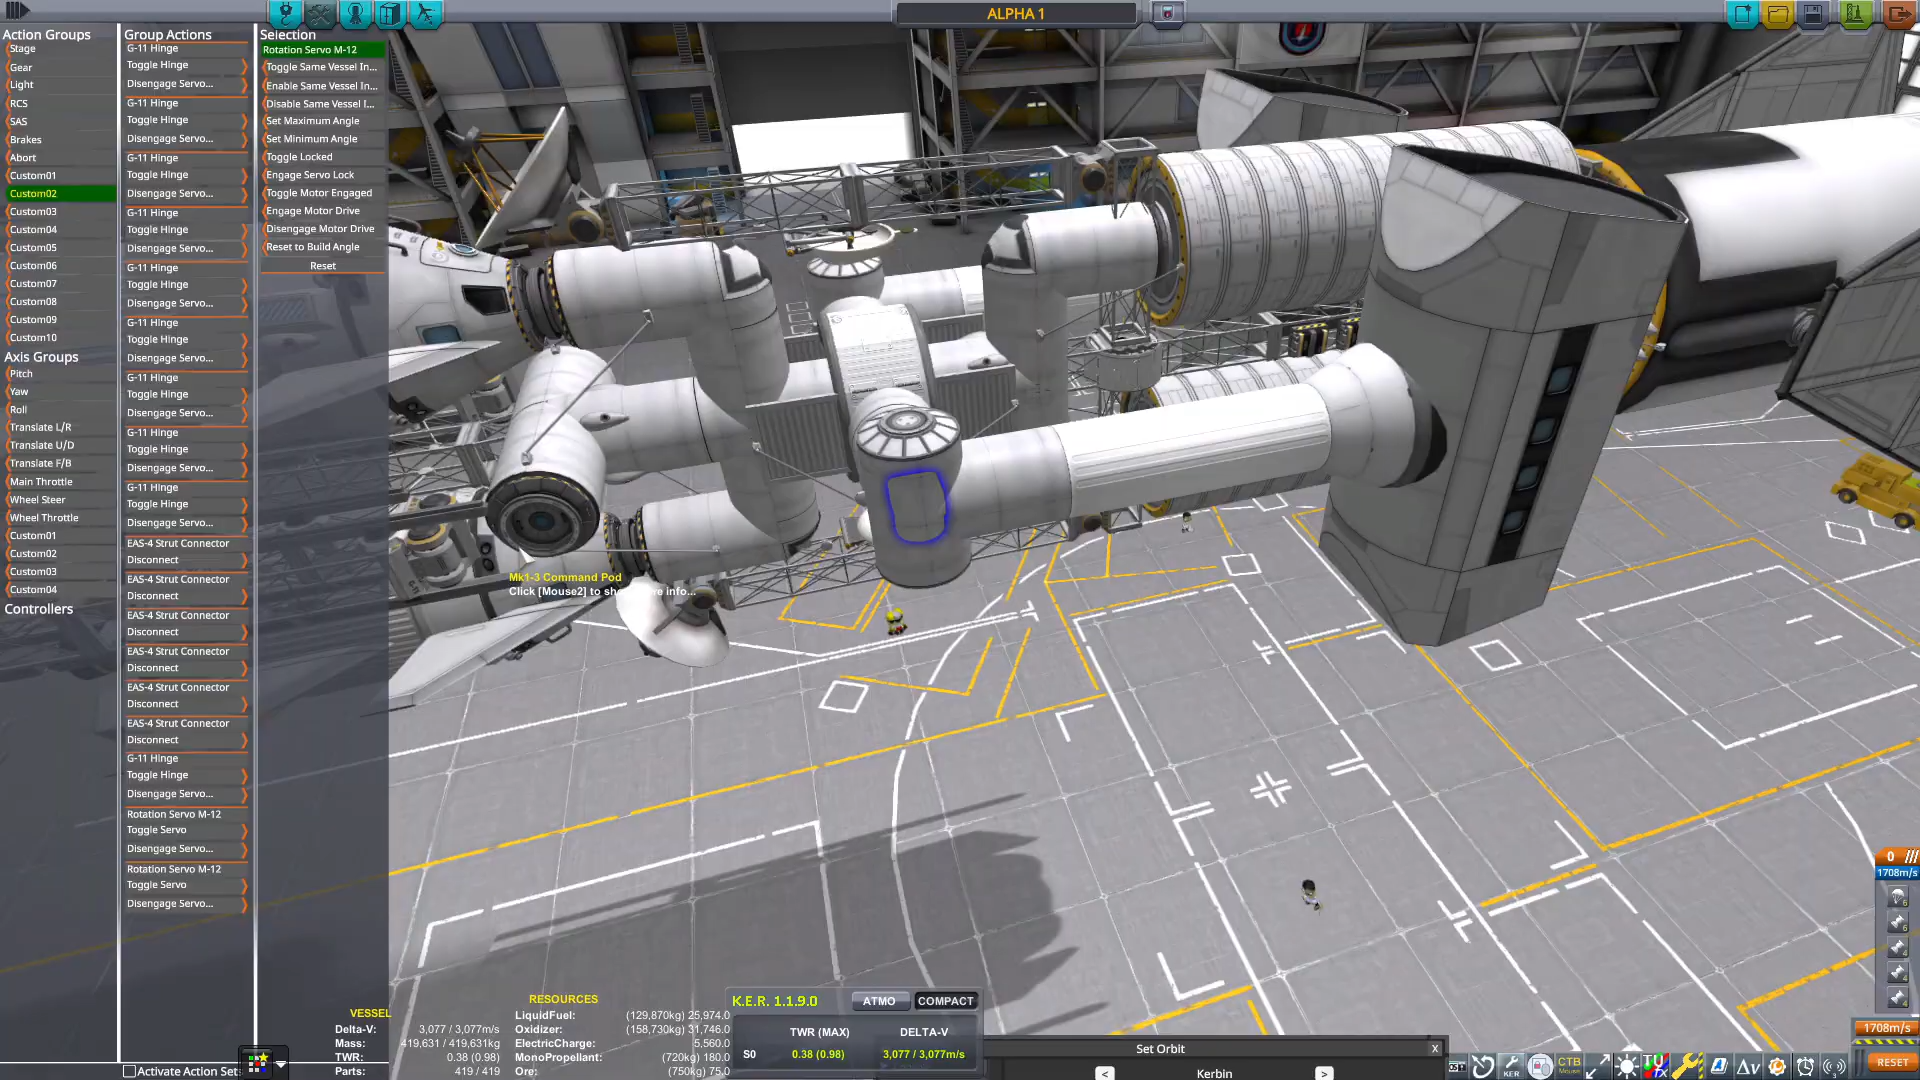 ALPHA 1
Action Groups
Stage
Gear
Light
RCS
SAS
Brakes
Abort
Custom01
Custom02
Custom03
Custom04
Custom05
Custom06
Custom07
Custom08
Custom09
Custom10
Axis Groups
Pitch
Yaw
Roll
Translate L/R
Translate U/D
Translate F/B
Main Throttle
Wheel Steer
Wheel Throttle
Custom01
Custom02
Custom03
Custom04
Controllers
Activate Action Set
Group Actions
G-11 Hinge
Toggle Hinge
Disengage Servo...
G-11 Hinge
Toggle Hinge
Disengage Servo...
G-11 Hinge
Toggle Hinge
Disengage Servo...
G-11 Hinge
Toggle Hinge
Disengage Servo...
G-11 Hinge
Toggle Hinge
Disengage Servo...
G-11 Hinge
Toggle Hinge
Disengage Servo...
G-11 Hinge
Toggle Hinge
Disengage Servo...
G-11 Hinge
Toggle Hinge
Disengage Servo...
G-11 Hinge
Toggle Hinge
Disengage Servo...
EAS-4 Strut Connector
Disconnect
EAS-4 Strut Connector
Disconnect
EAS-4 Strut Connector
Disconnect
EAS-4 Strut Connector
Disconnect
EAS-4 Strut Connector
Disconnect
EAS-4 Strut Connector
Disconnect
G-11 Hinge
Toggle Hinge
Disengage Servo...
Rotation Servo M-12
Toggle Servo
Disengage Servo...
Rotation Servo M-12
Toggle Servo
Disengage Servo...
Selection
Rotation Servo M-12
Toggle Same Vessel In...
Enable Same Vessel In...
Disable Same Vessel I...
Set Maximum Angle
Set Minimum Angle
Toggle Locked
Engage Servo Lock
Toggle Motor Engaged
Engage Motor Drive
Disengage Motor Drive
Reset to Build Angle
Reset
Mk1-3 Command Pod
Click [Mouse2] to info...
VESSEL
Delta-V: 3,077 / 3,077m/s
Mass: 419,631 / 419,631kg
TWR: 0.38 (0.98)
Parts: 419 / 419
RESOURCES
LiquidFuel: (129,870kg) 25,974.0
Oxidizer: (158,730kg) 31,746.0
ElectricCharge: 5,560.0
MonoPropellant: (720kg) 180.0
Ore: (750kg) 75.0
K.E.R. 1.1.9.0 ATMO COMPACT
TWR (MAX) DELTA-V
S0 0.38 (0.98) 3,077 / 3,077m/s
Set Orbit X
< Kerbin >
0
1708m/s
6
6
4
4
4
1708m/s
RESET
KER
CTB
Δv